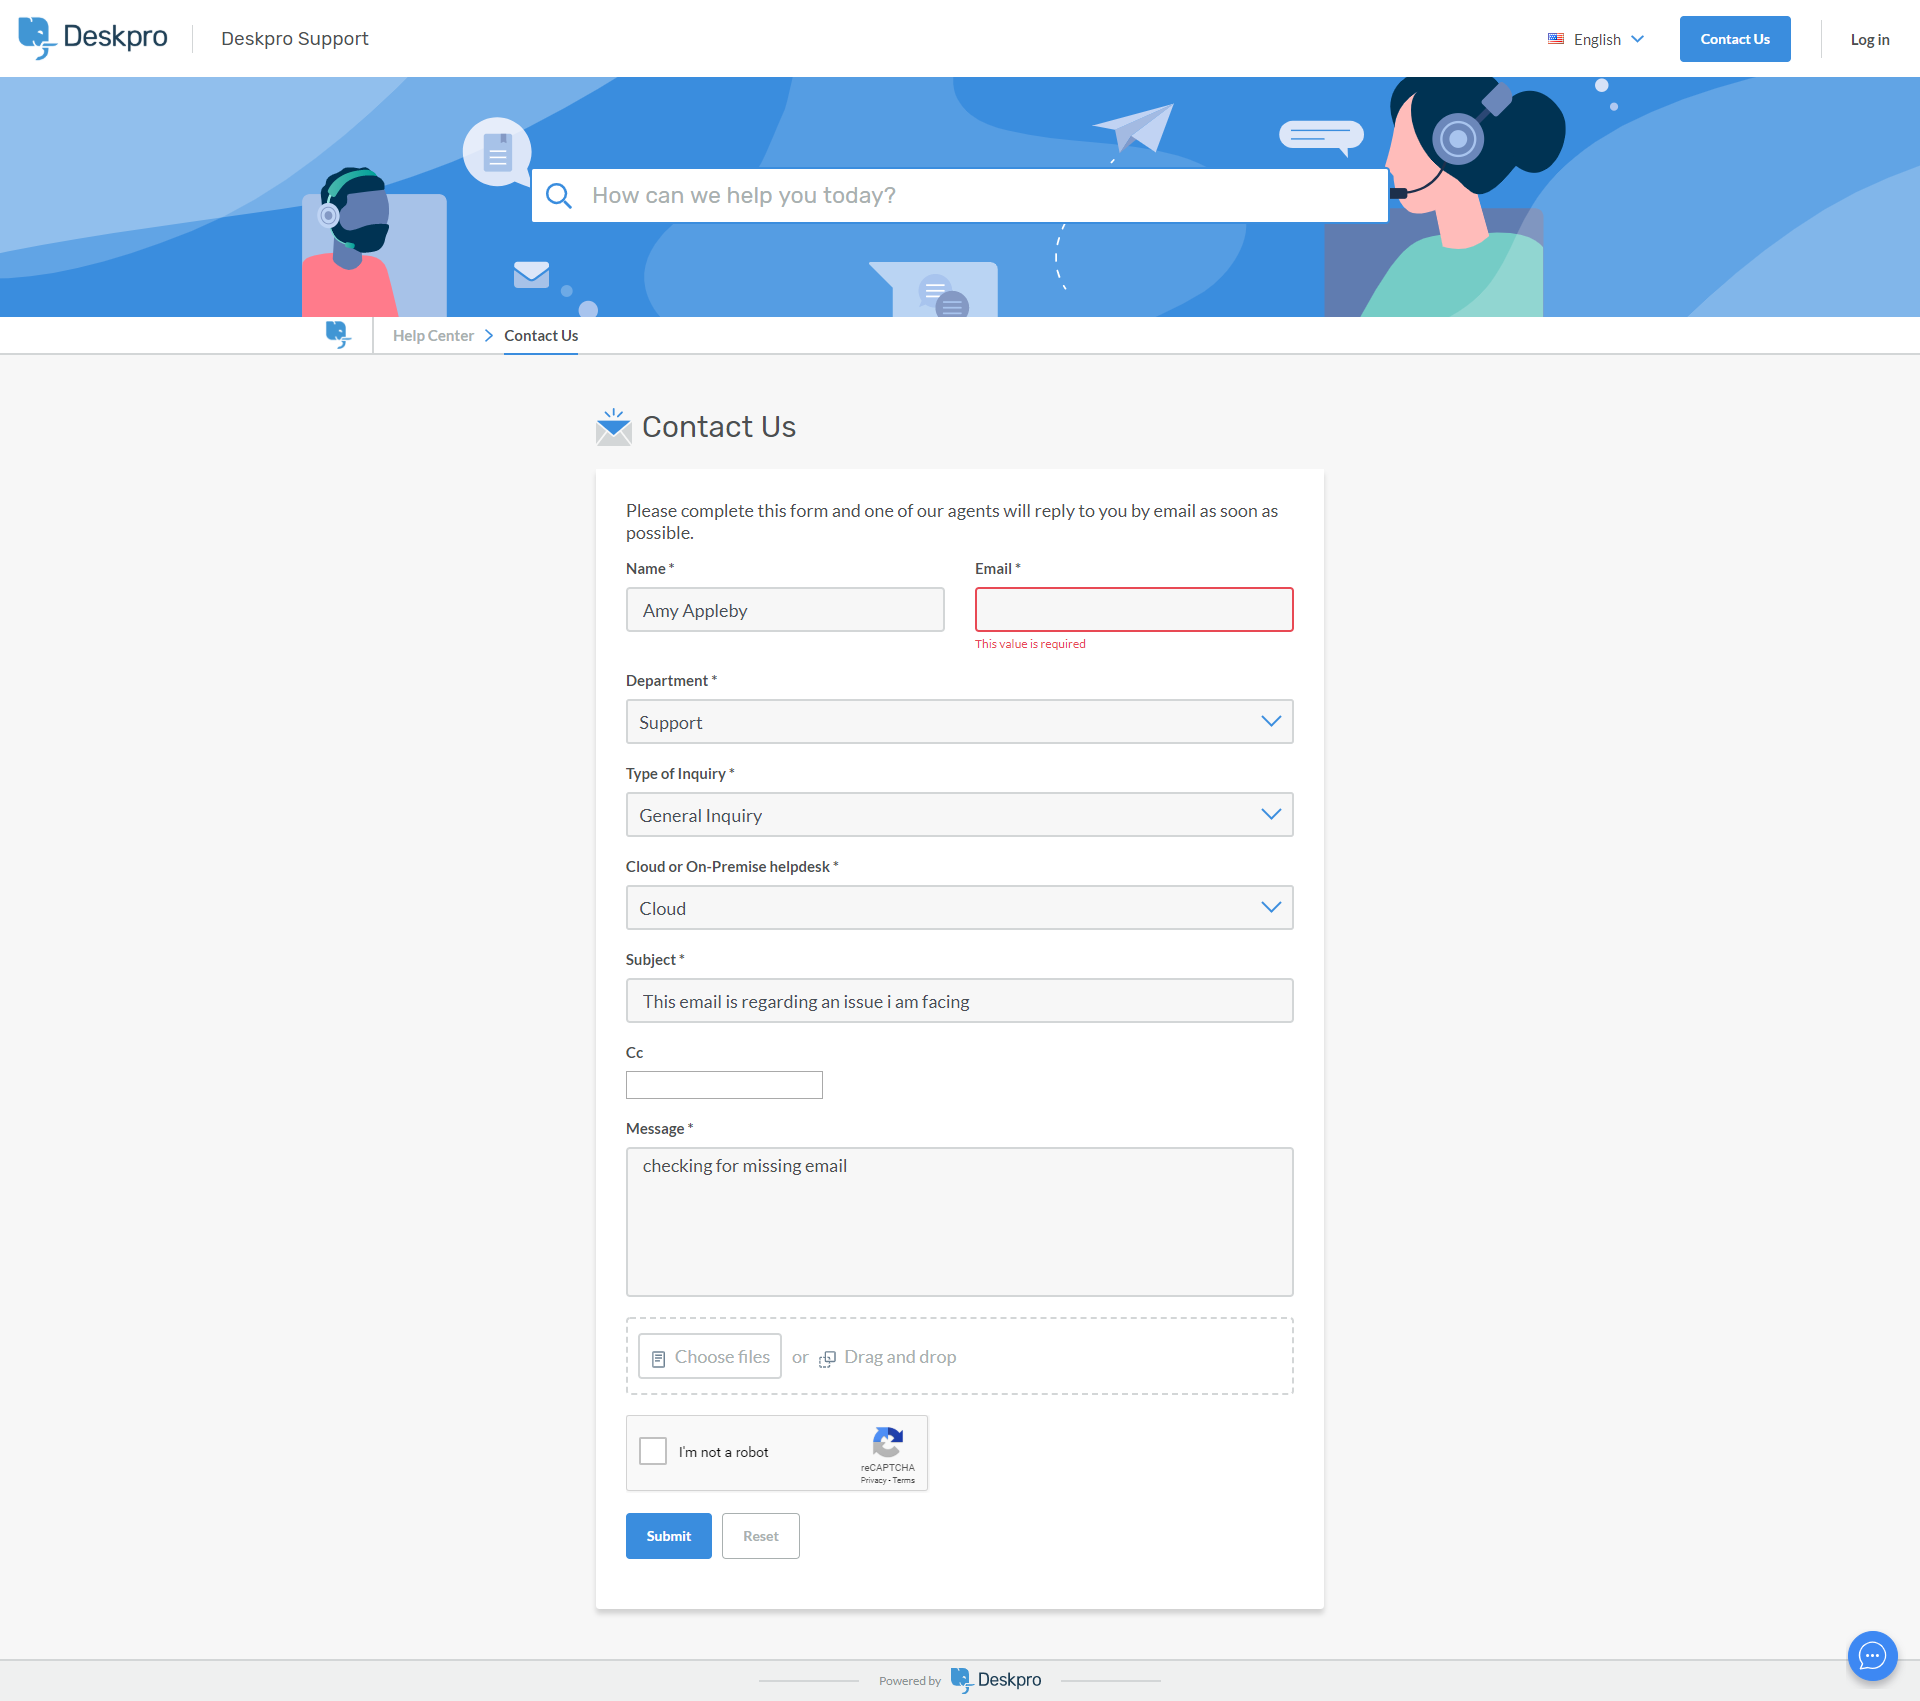 Deskpro
Deskpro Support
English
Contact Us
Log in
How can we help you today?
Help Center
Contact Us
Contact Us
Please complete this form and one of our agents will reply to you by email as soon as
possible.
Name *
Email *
Amy Appleby
This value is required
Department *
Support
Type of Inquiry *
General Inquiry
Cloud or On-Premise helpdesk *
Cloud
Subject *
This email is regarding an issue i am facing
Cc
Message *
checking for missing email
Choose files or Drag and drop
I'm not a robot
reCAPTCHA
Privacy - Terms
Submit
Reset
Powered by Deskpro